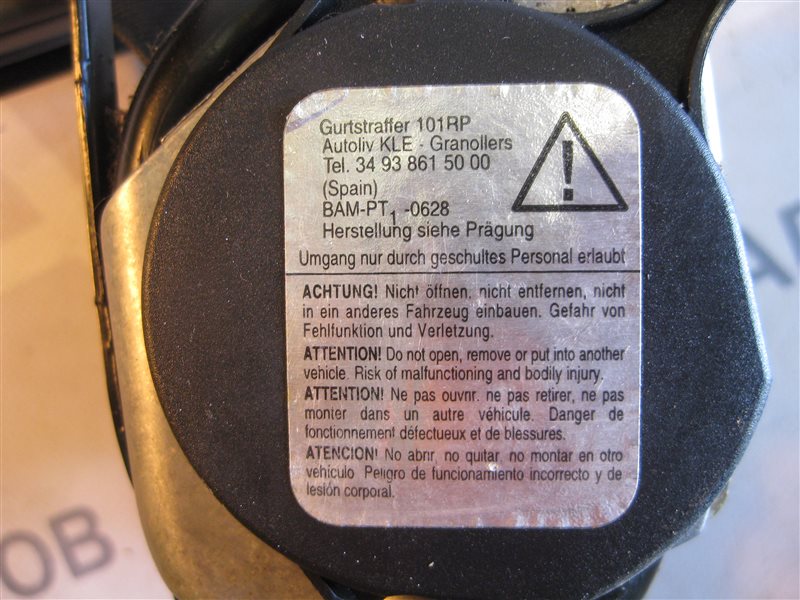 Gurtstraffer 101RP
Autoliv KLE - Granollers
Tel. 34 93 861 50 00
(Spain)
BAM-PT1 -0628
Herstellung siehe Prägung
Umgang nur durch geschultes Personal erlaubt
ACHTUNG! Nicht öffnen, nicht entfernen, nicht
in ein anderes Fahrzeug einbauen. Gefahr von
Fehlfunktion und Verletzung.
ATTENTION! Do not open, remove or put into another
vehicle. Risk of malfunctioning and bodily injury.
ATTENTION! Ne pas ouvrir. ne pas retirer, ne pas
monter dans un autre véhicule. Danger de
fonctionnement défectueux et de blessures.
ATENCION! No abrir, no quitar, no montar en otro
vehículo. Peligro de funcionamiento incorrecto y de
lesión corporal.